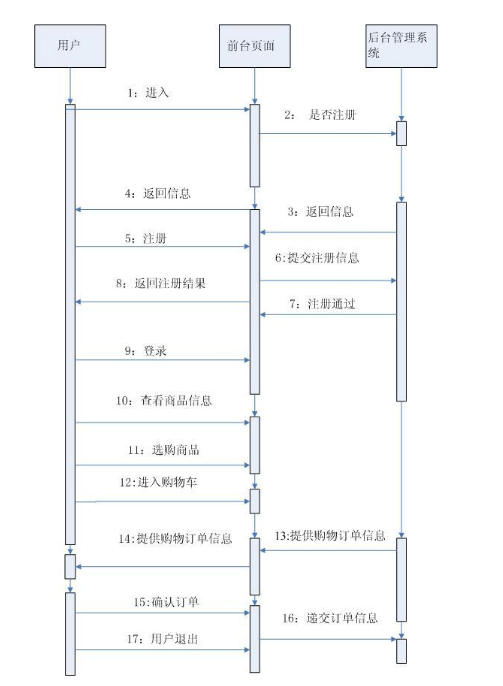 用户
前台页面
后台管理系
统
1：进入
2： 是否注册
4：返回信息
3：返回信息
5：注册
6:提交注册信息
8：返回注册结果
7：注册通过
9：登录
10：查看商品信息
11：选购商品
12:进入购物车
13:提供购物订单信息
14:提供购物订单信息
15:确认订单
16：递交订单信息
17：用户退出